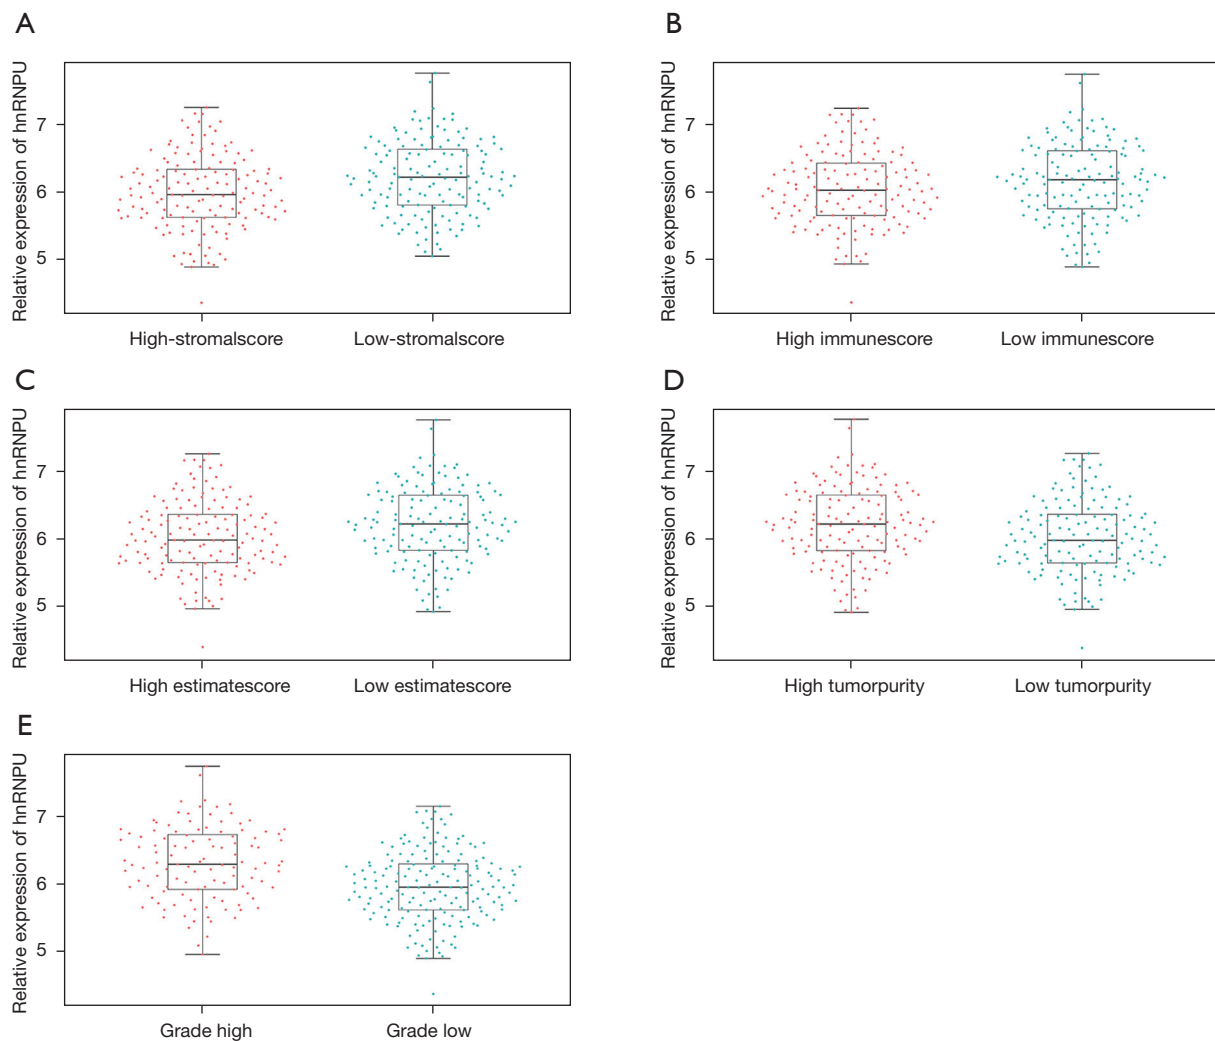 A
Relative expression of hnRNPU
7
6
5
High-stromalscore
Low-stromalscore
B
Relative expression of hnRNPU
7
6
5
High immunescore
Low immunescore
C
Relative expression of hnRNPU
7
6
5
High estimatescore
Low estimatescore
D
Relative expression of hnRNPU
7
6
5
High tumorpurity
Low tumorpurity
E
Relative expression of hnRNPU
7
6
5
Grade high
Grade low